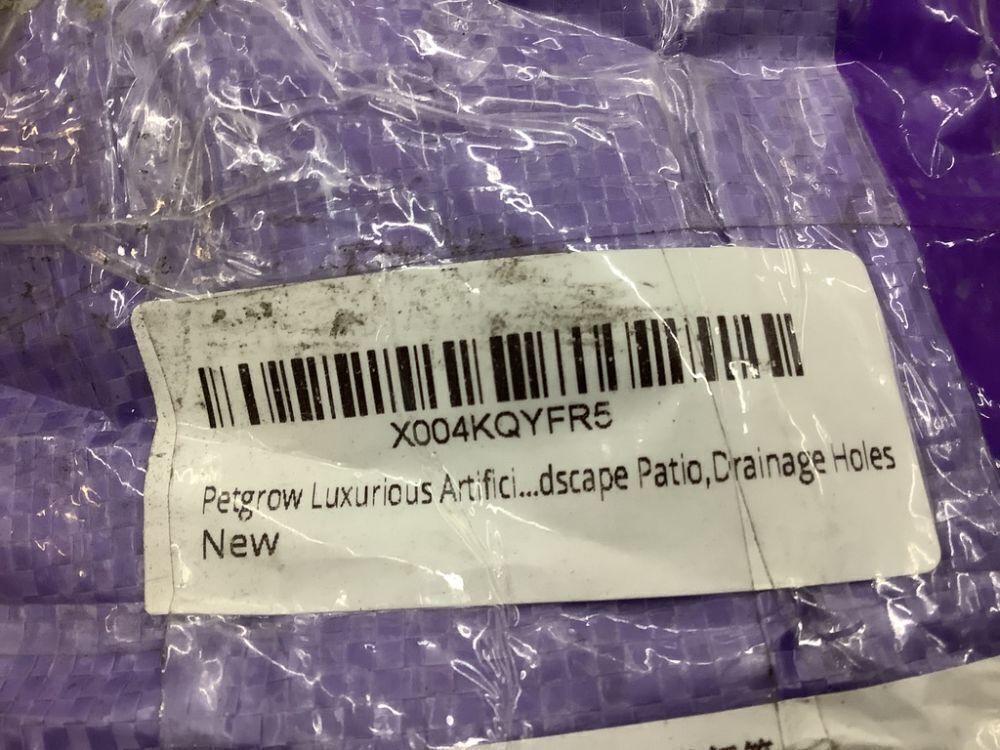 X004KQYFR5
Petgrow Luxurious Artifici...dscape Patio,Drainage Holes
New